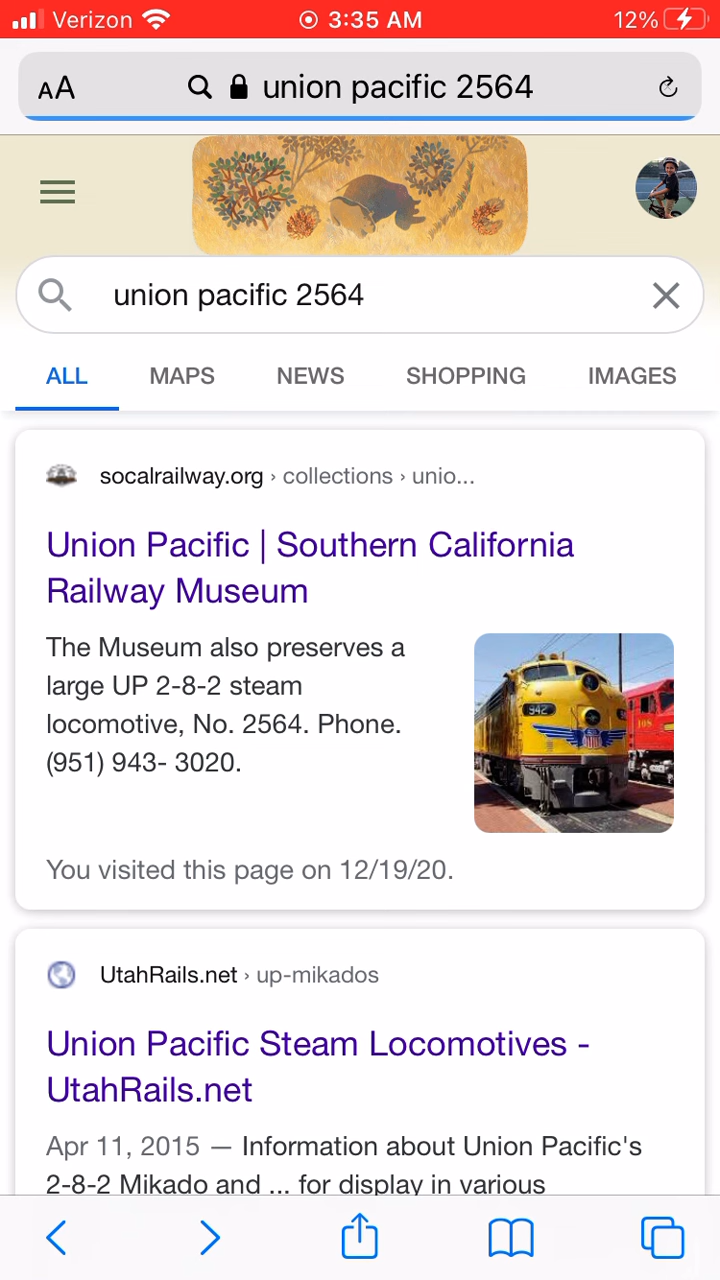 Verizon 3:35 AM 12%
AA union pacific 2564
union pacific 2564
ALL MAPS NEWS SHOPPING IMAGES
socalrailway.org › collections › unio...
Union Pacific | Southern California
Railway Museum
The Museum also preserves a
large UP 2-8-2 steam
locomotive, No. 2564. Phone.
(951) 943- 3020.
942
108
You visited this page on 12/19/20.
UtahRails.net › up-mikados
Union Pacific Steam Locomotives -
UtahRails.net
Apr 11, 2015 — Information about Union Pacific's
2-8-2 Mikado and ... for display in various